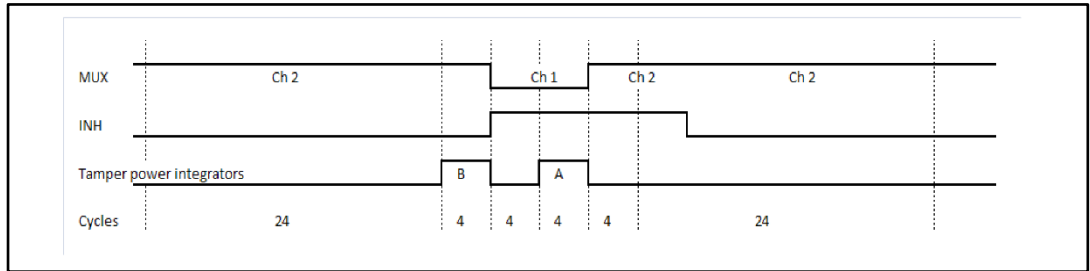 MUX Ch 2 Ch 1 Ch 2 Ch 2
INH
Tamper power integrators B A
Cycles 24 4 4 4 4 24